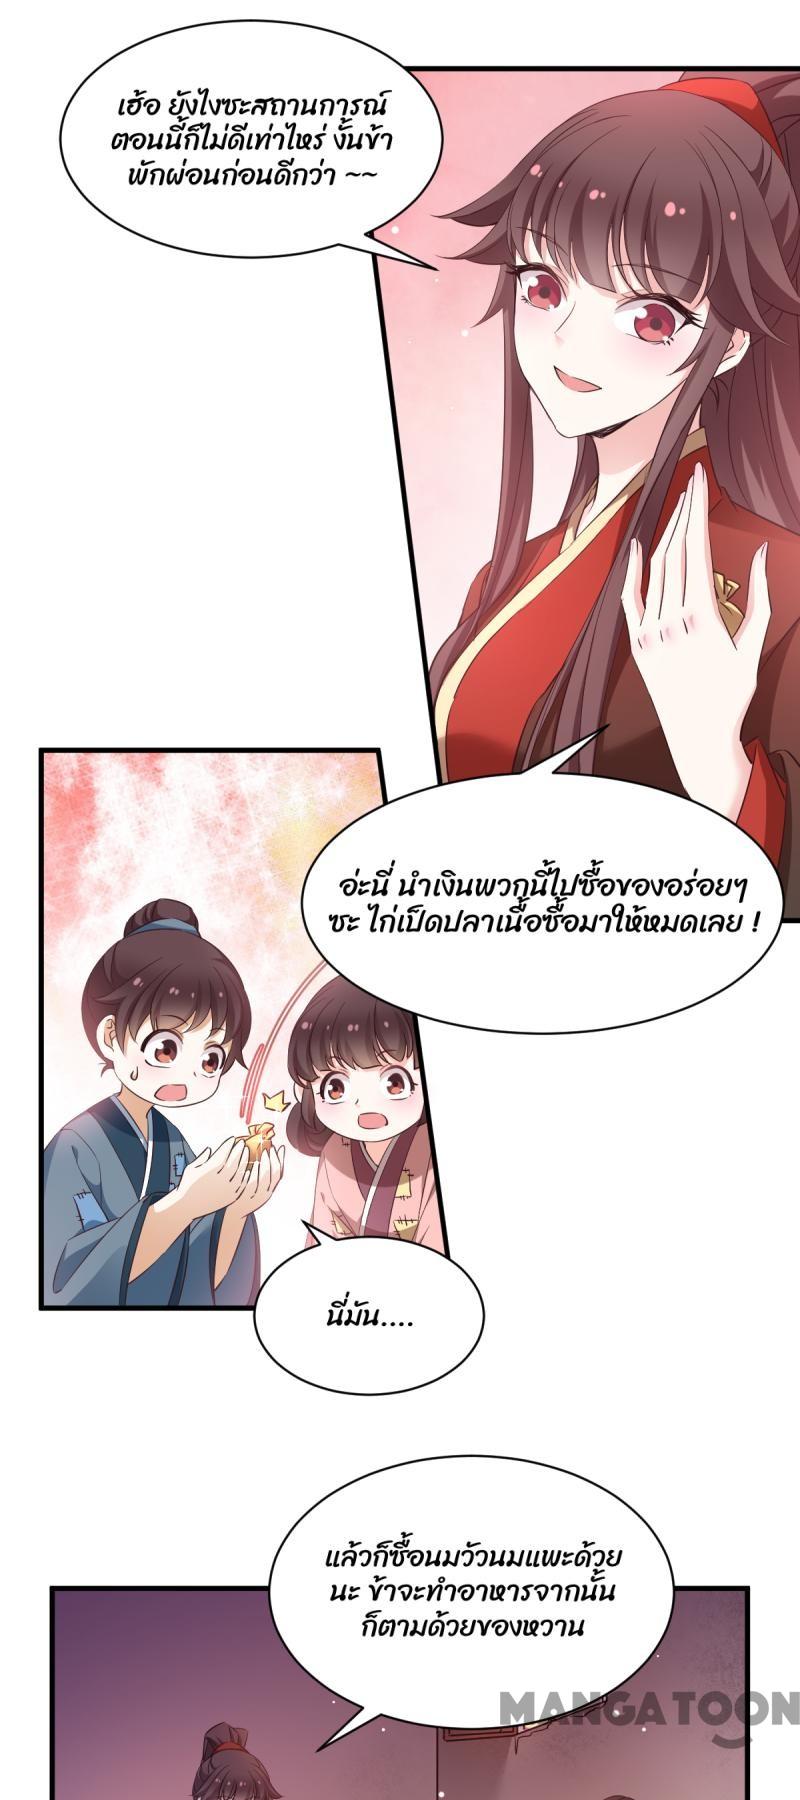 เฮ้อ ยังไงซะสถานการณ์
ตอนนี้ก็ไม่ดีเท่าไหร่ งั้นข้า
พักผ่อนก่อนดีกว่า ~~
อ่ะนี่ นำเงินพวกนี้ไปซื้อของอร่อยๆ
ซะ ไก่เป็ดปลาเนื้อซื้อมาให้หมดเลย !
นี่มัน....
แล้วก็ซื้อนมวัวนมแพะด้วย
นะ ข้าจะทำอาหารจากนั้น
ก็ตามด้วยของหวาน
MANGATOON